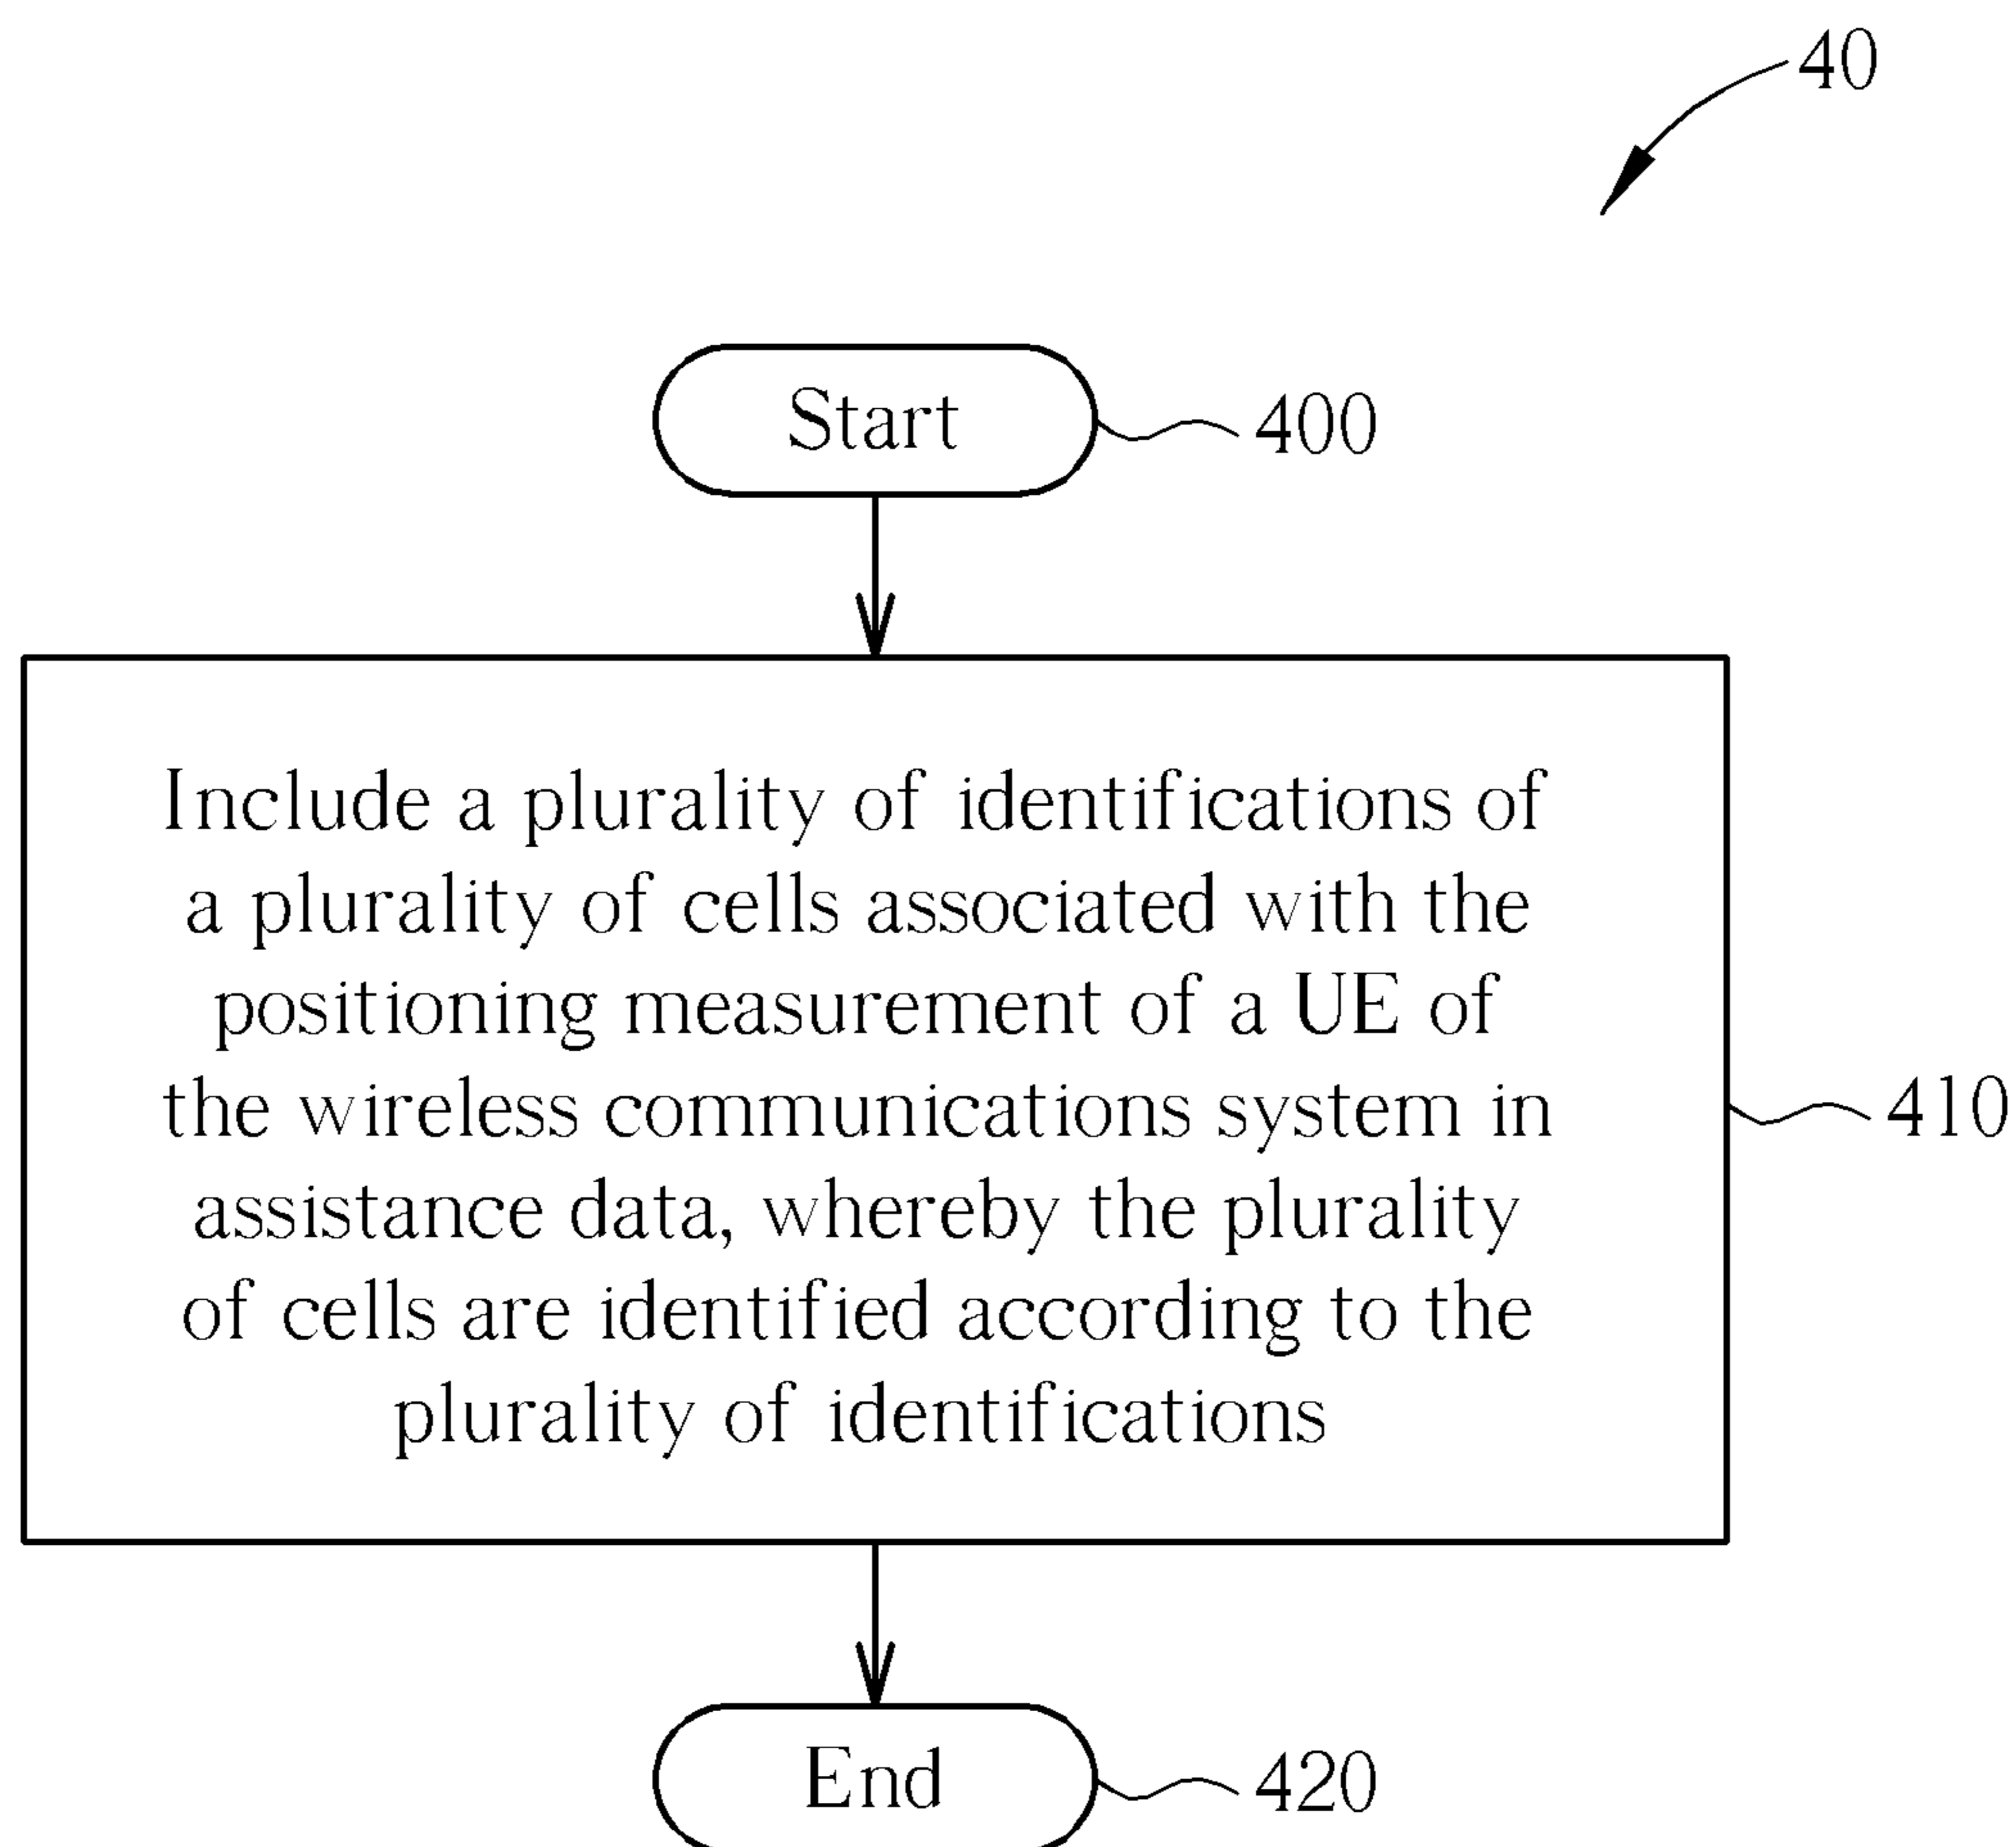 40
Start
400
Include a plurality of identifications of
a plurality of cells associated with the
positioning measurement of a UE of
the wireless communications system in
410
assistance data, whereby the plurality
of cells are identified according to the
plurality of identifications
End
420